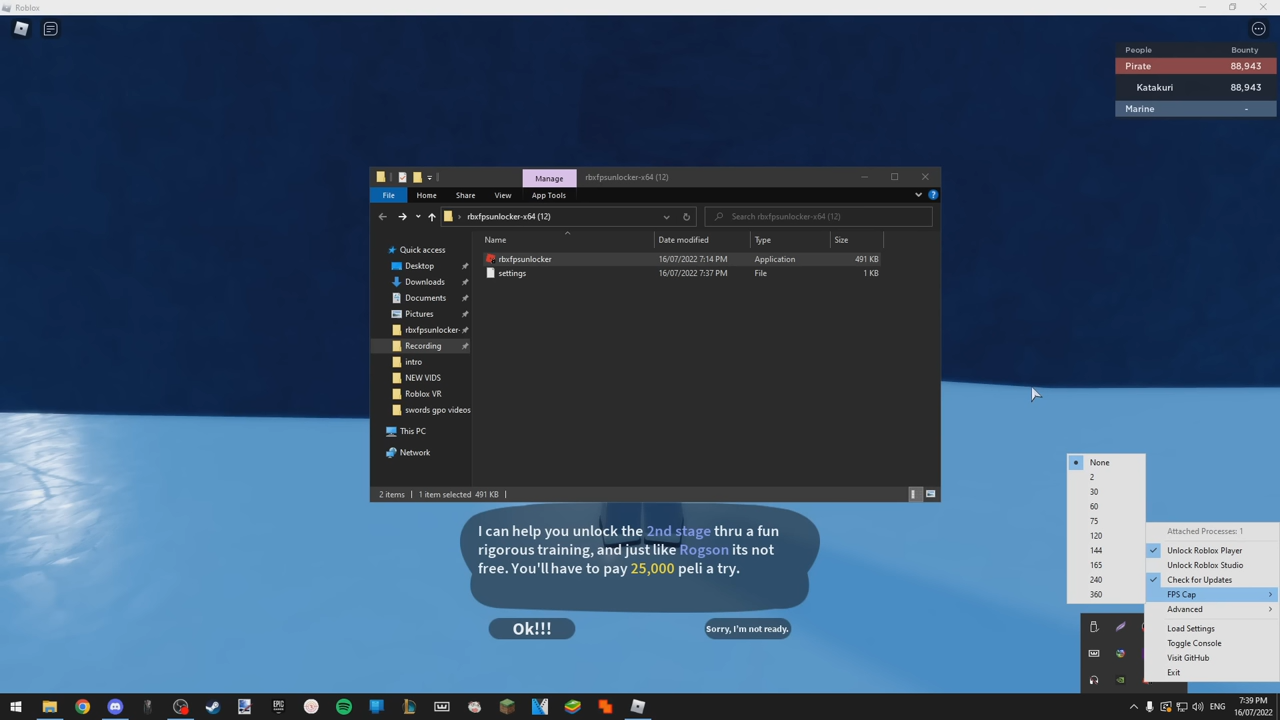 Roblox
People Bounty
Pirate 88,943
Katakuri 88,943
Marine -
Manage rbxfpsunlocker-x64 (12)
File Home Share View App Tools
rbxfpsunlocker-x64 (12) Search rbxfpsunlocker-x64 (12)
Name Date modified Type Size
Quick access
Desktop
Downloads
Documents
Pictures
rbxfpsunlocker-
Recording
intro
NEW VIDS
Roblox VR
swords gpo videos
This PC
Network
rbxfpsunlocker 16/07/2022 7:14 PM Application 491 KB
settings 16/07/2022 7:37 PM File 1 KB
2 items 1 item selected 491 KB
I can help you unlock the 2nd stage thru a fun
rigorous training, and just like Rogson its not
free. You'll have to pay 25,000 peli a try.
Ok!!! Sorry, I'm not ready.
None
2
30
60
75
120
144
165
240
360
Attached Processes: 1
Unlock Roblox Player
Unlock Roblox Studio
Check for Updates
FPS Cap
Advanced
Load Settings
Toggle Console
Visit GitHub
Exit
EPIC
ENG
7:39 PM
16/07/2022